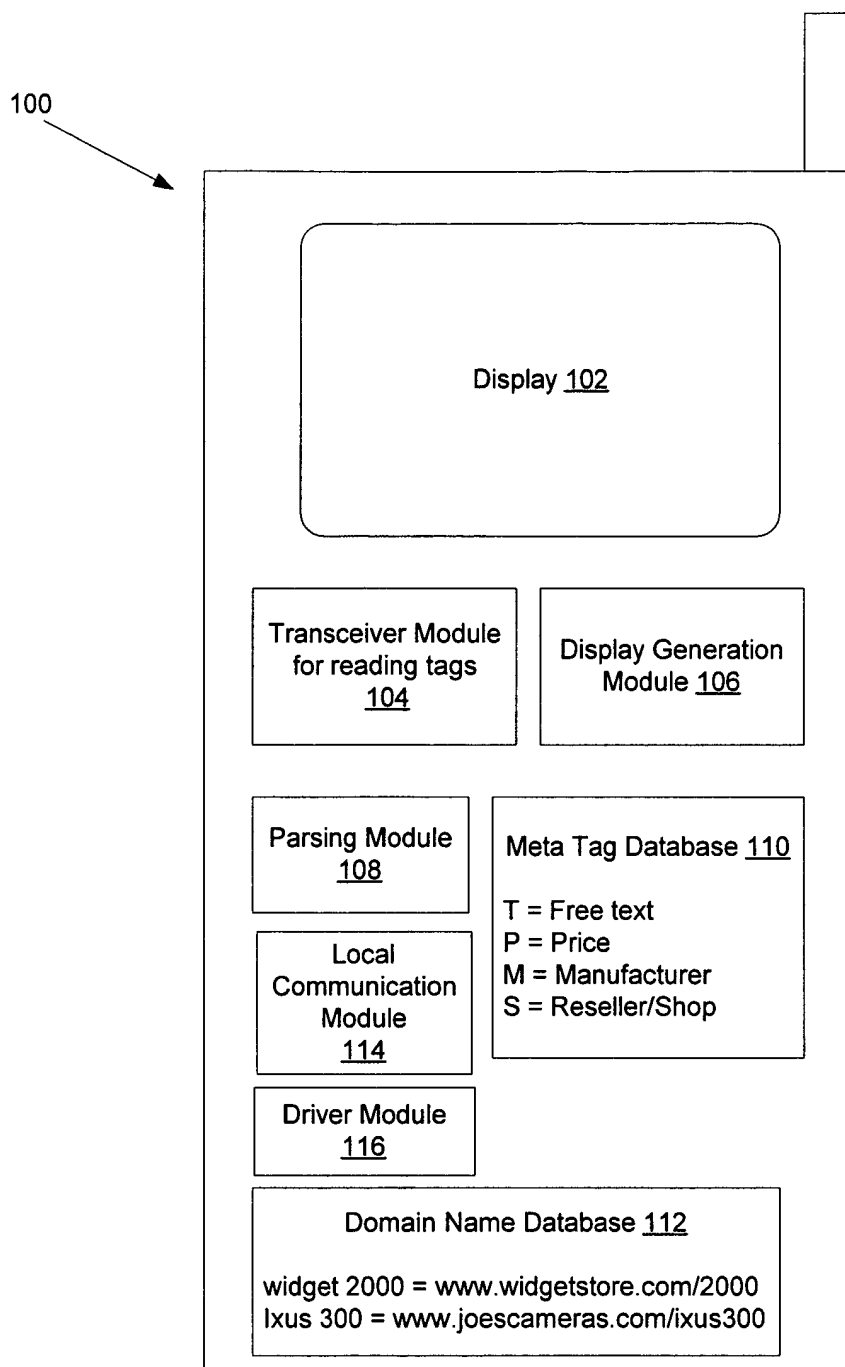 100
Display 102
Transceiver Module
for reading tags
104
Display Generation
Module 106
Parsing Module
108
Meta Tag Database 110
T = Free text
P = Price
M = Manufacturer
S = Reseller/Shop
Local
Communication
Module
114
Driver Module
116
Domain Name Database 112
widget 2000 = www.widgetstore.com/2000
Ixus 300 = www.joescameras.com/ixus300